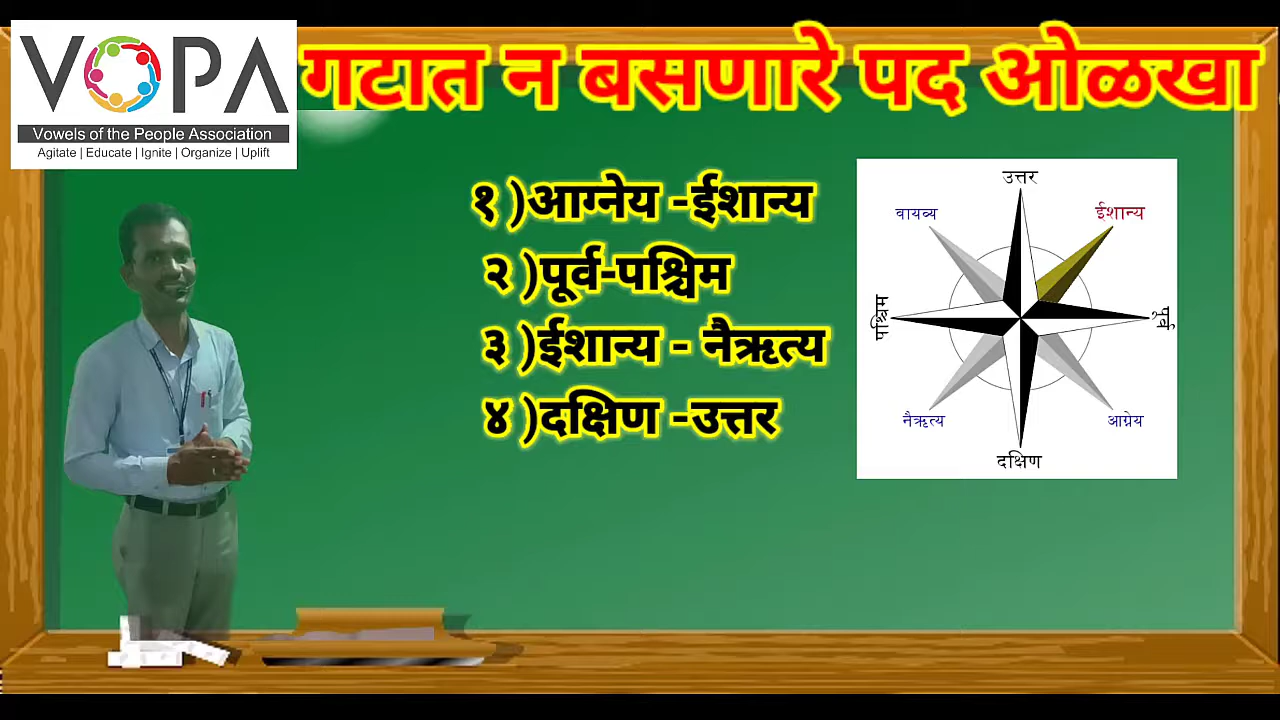 VOPA
Vowels of the People Association
Agitate | Educate | Ignite | Organize | Uplift
गटात न बसणारे पद ओळखा
१ )आग्नेय -ईशान्य
२ )पूर्व-पश्चिम
३ )ईशान्य - नैऋत्य
४ )दक्षिण -उत्तर
उत्तर
वायव्य
ईशान्य
पश्चिम
पूर्व
नैऋत्य
आग्नेय
दक्षिण